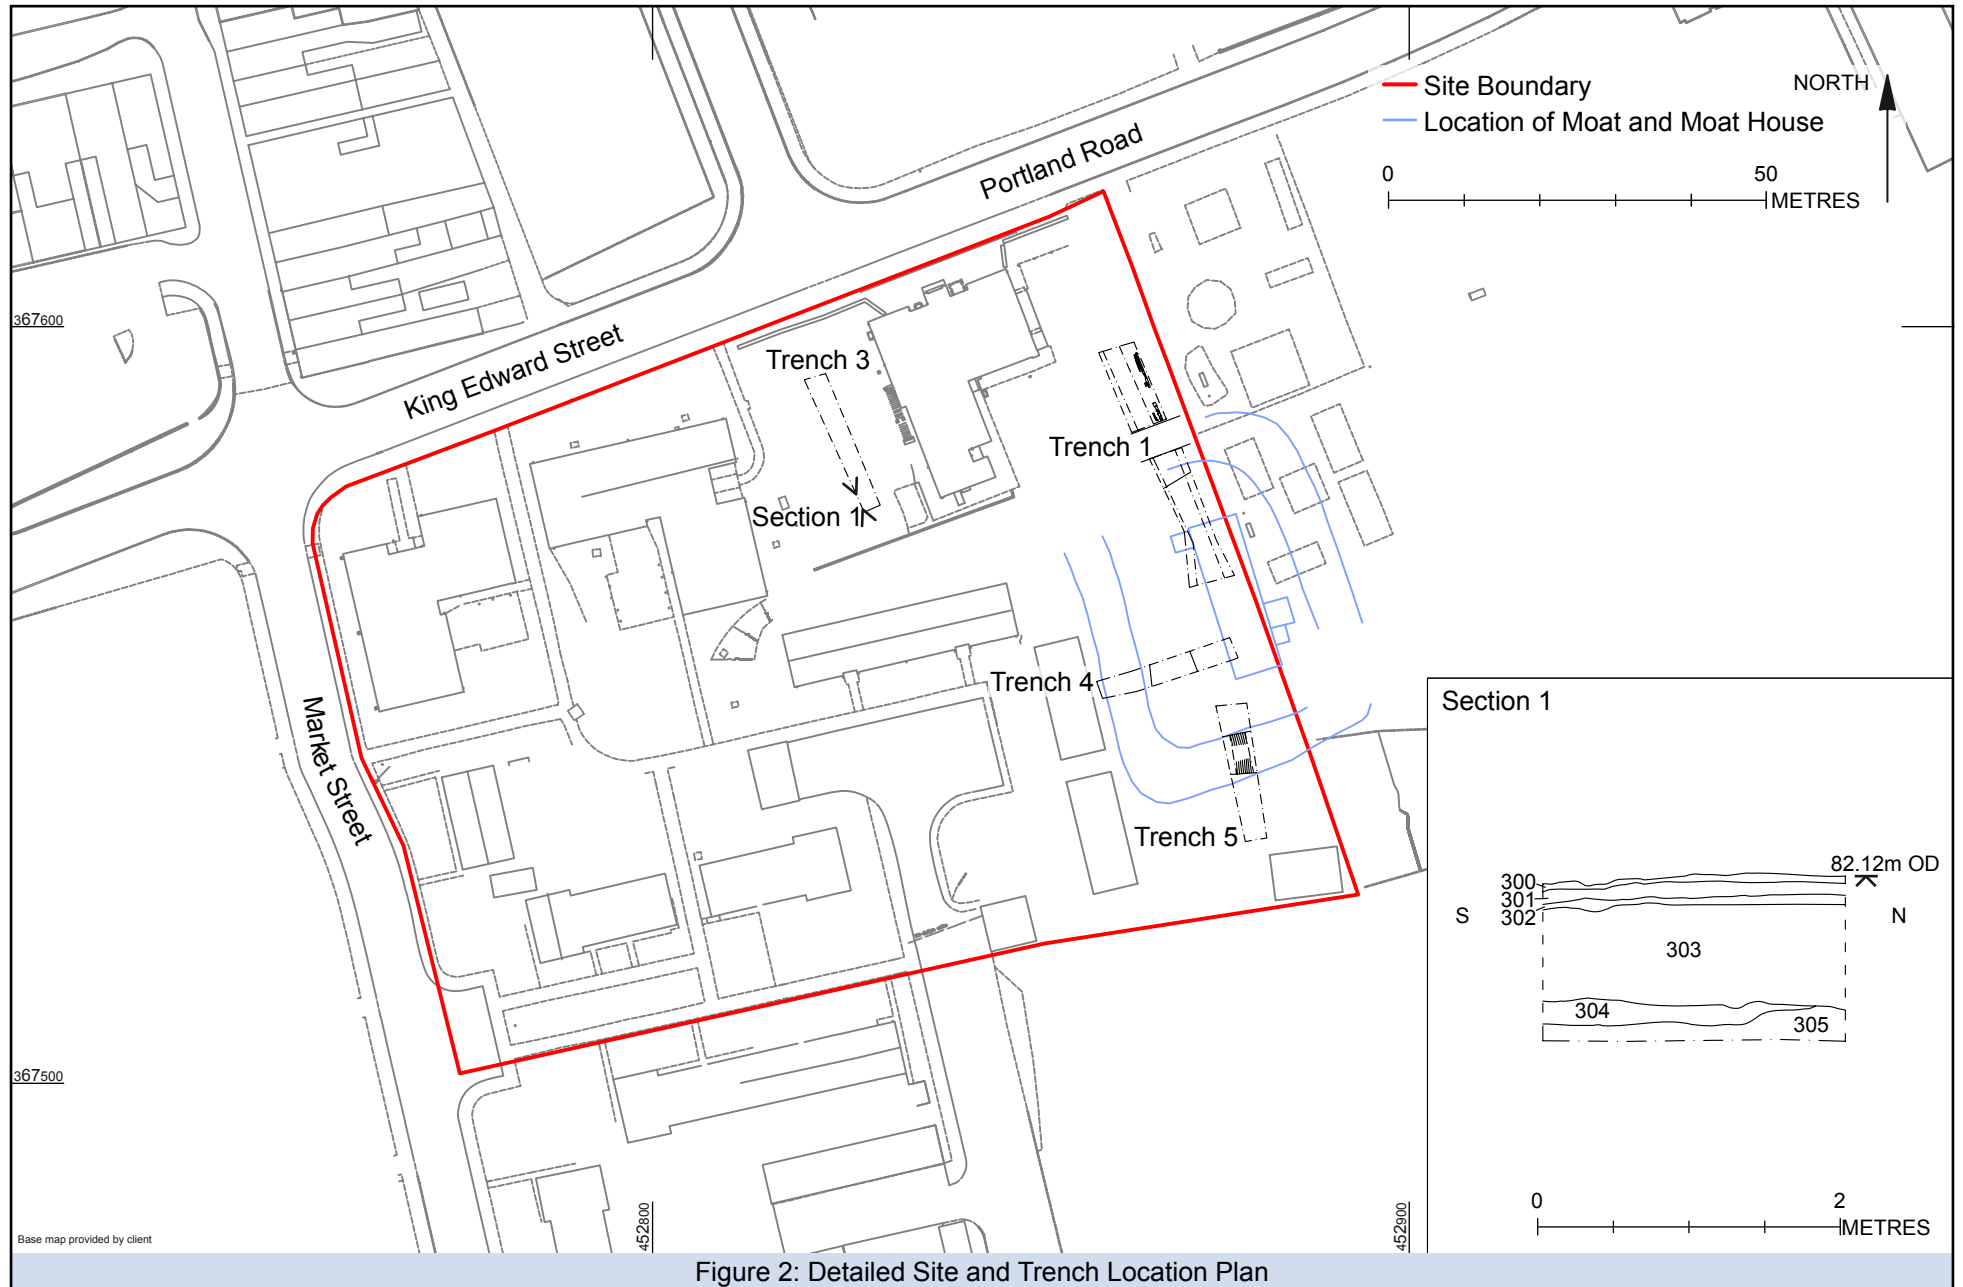 Site Boundary
NORTH
Location of Moat and Moat House
0
50
METRES
Portland Road
367600
King Edward Street
Trench 3
Trench 1
Section 1
Trench 4
Market Street
Trench 5
Section 1
82.12m OD
300
301
302
S
N
303
304
305
367500
452800
452900
0
2
METRES
Base map provided by client
Figure 2: Detailed Site and Trench Location Plan